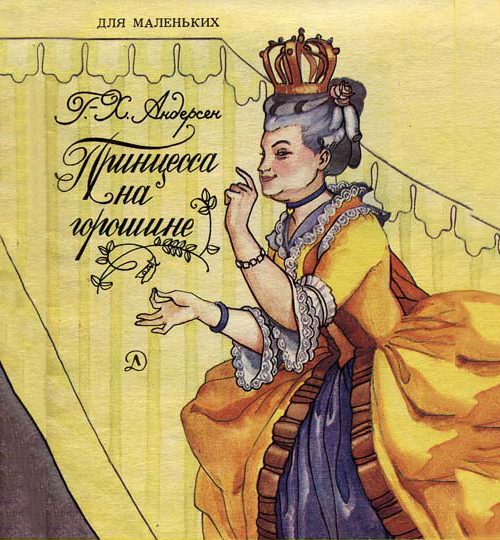 ДЛЯ МАЛЕНЬКИХ
Г.-Х. Андерсен
Принцесса
на
горошине
Д